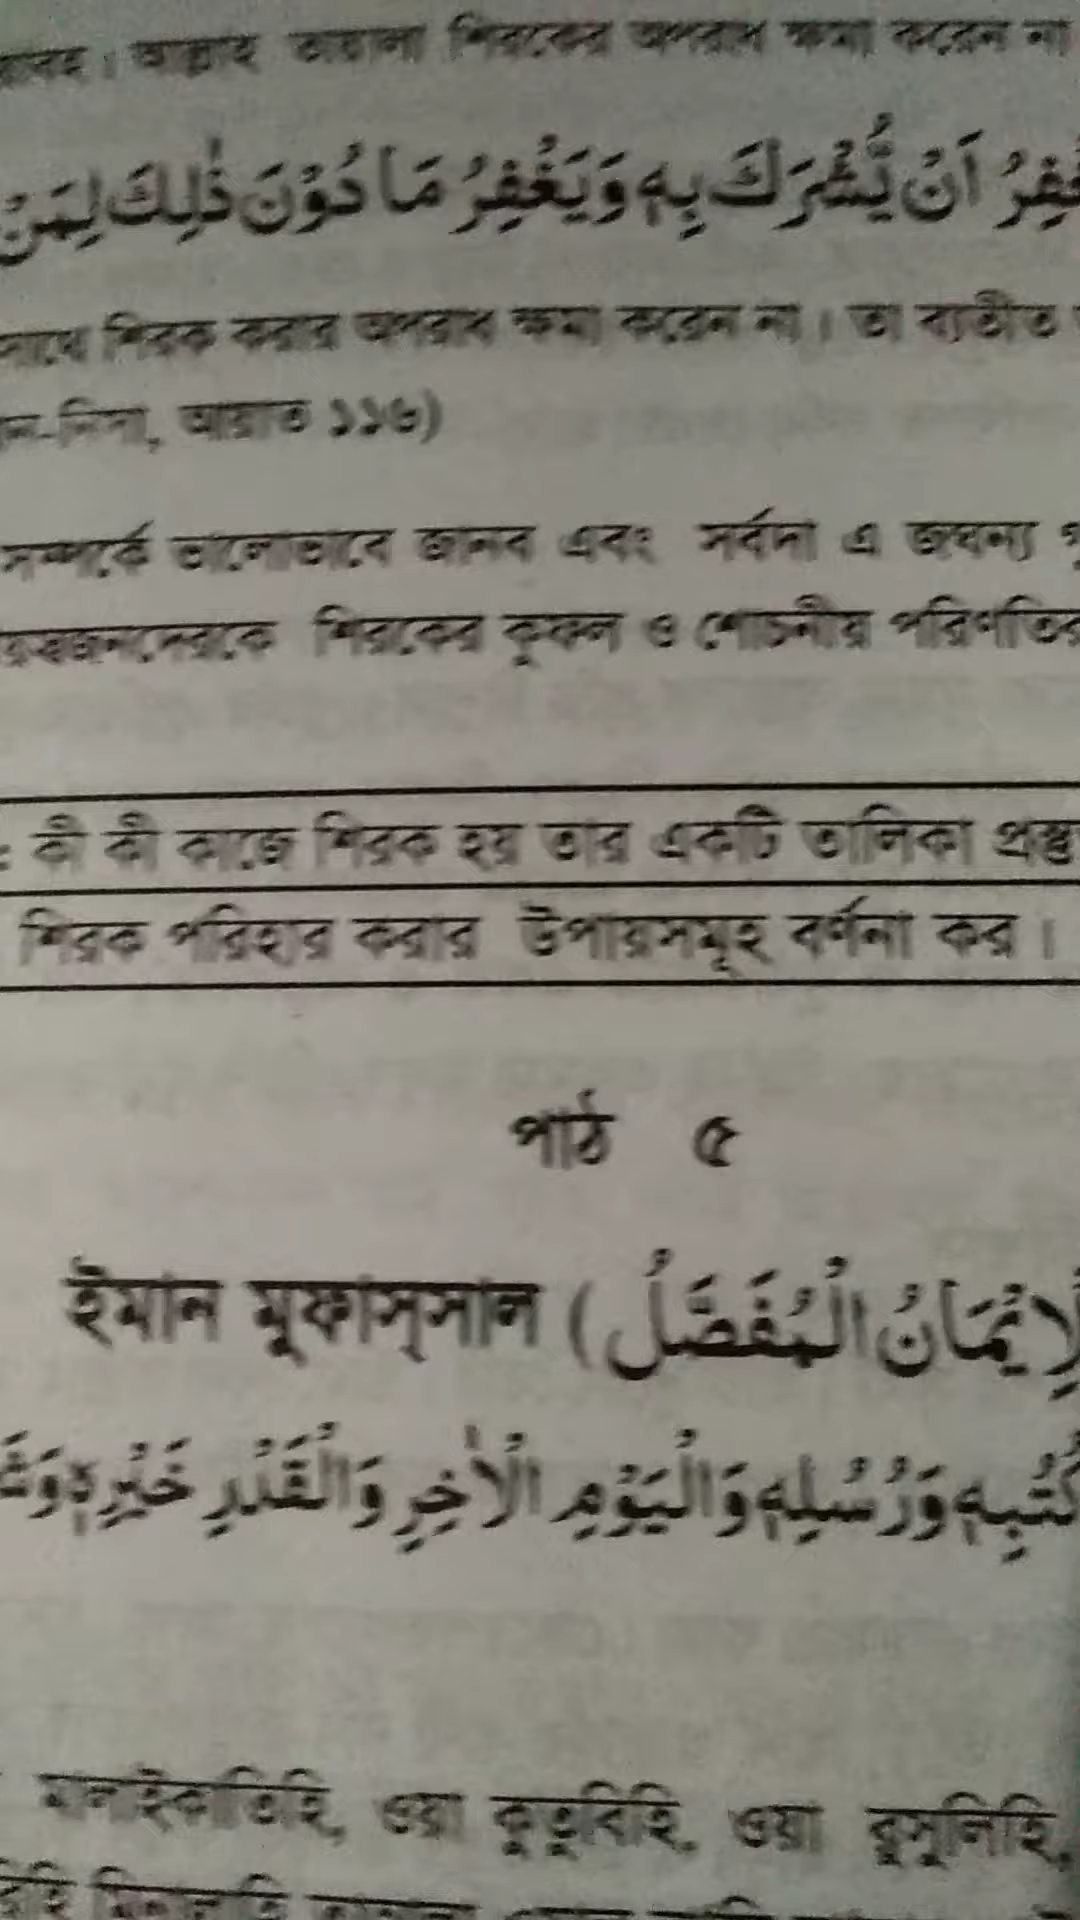 আল্লাহ তায়ালা শিরকের অপরাধ ক্ষমা করেন না
اَنْ يُّشْرَكَ بِهٖ وَيَغْفِرُ مَا دُوْنَ ذٰلِكَ لِمَنْ
শিরক করার অপরাধ ক্ষমা করেন না। তা ব্যতীত
আয়াত ১১৬)
সম্পর্কে ভালোভাবে জানব এবং সর্বদা এ জঘন্য
শিরকের কুফল ও শোচনীয় পরিণতির
: কী কী কাজে শিরক হয় তার একটি তালিকা
শিরক পরিহার করার উপায়সমূহ বর্ণনা কর।
পাঠ ৫
ইমান মুফাস্সাল (لْاِيْمَانُ الْمُفَصَّلُ
كُتُبِهٖ وَرُسُلِهٖ وَالْيَوْمِ الْاٰخِرِ وَالْقَدْرِ خَيْرِهٖ
মালাইকাতিহি, ওয়া কুতুবিহি, ওয়া রুসুলিহি,